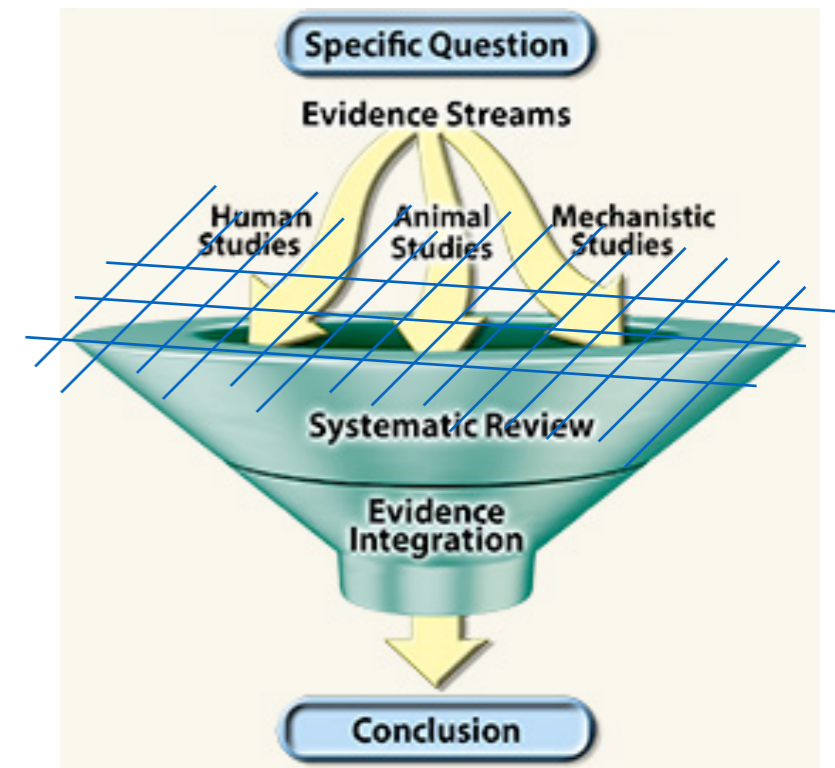 Specific Question
Evidence Streams
Human
Studies
Animal
Studies
Mechanistic
Studies
Systematic Review
Evidence
Integration
Conclusion